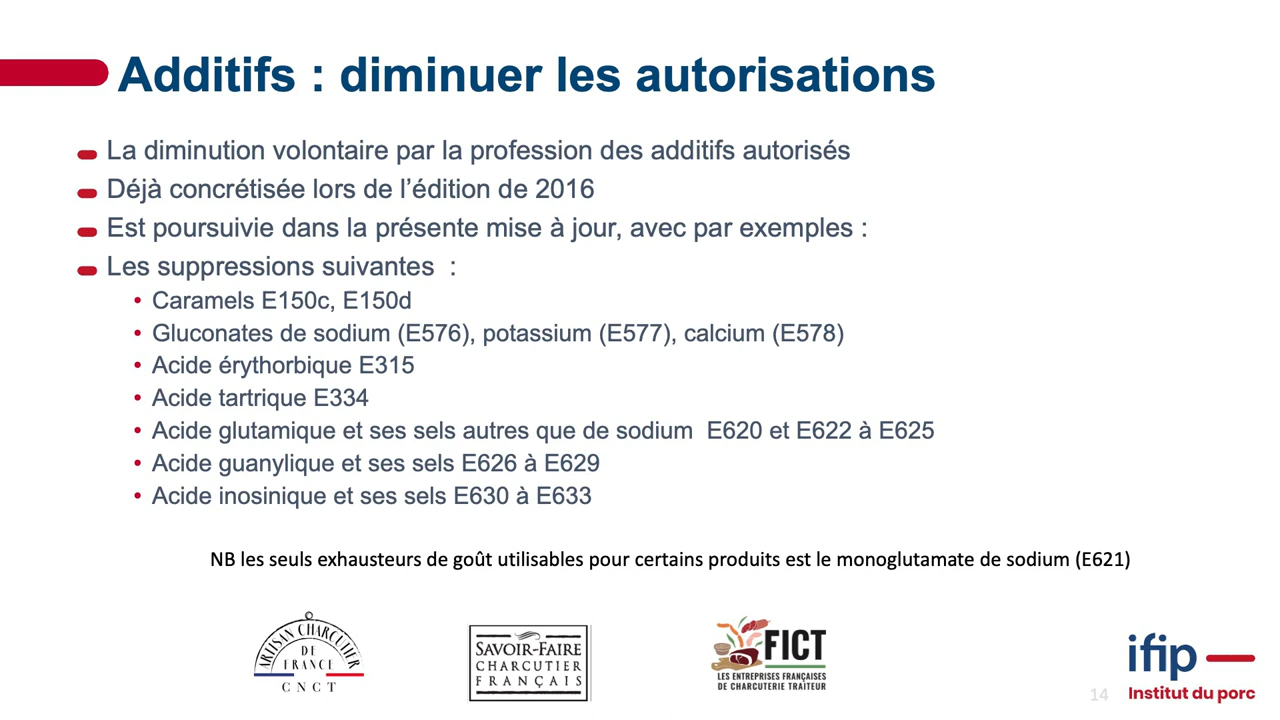 Additifs : diminuer les autorisations
La diminution volontaire par la profession des additifs autorisés
Déjà concrétisée lors de l’édition de 2016
Est poursuivie dans la présente mise à jour, avec par exemples :
Les suppressions suivantes :
• Caramels E150c, E150d
• Gluconates de sodium (E576), potassium (E577), calcium (E578)
• Acide érythorbique E315
• Acide tartrique E334
• Acide glutamique et ses sels autres que de sodium E620 et E622 à E625
• Acide guanylique et ses sels E626 à E629
• Acide inosinique et ses sels E630 à E633
NB les seuls exhausteurs de goût utilisables pour certains produits est le monoglutamate de sodium (E621)
ARTISAN CHARCUTIER
DE
FRANCE
CNCT
SAVOIR-FAIRE
CHARCUTIER
FRANÇAIS
FICT
LES ENTREPRISES FRANÇAISES
DE CHARCUTERIE TRAITEUR
ifip
Institut du porc
14